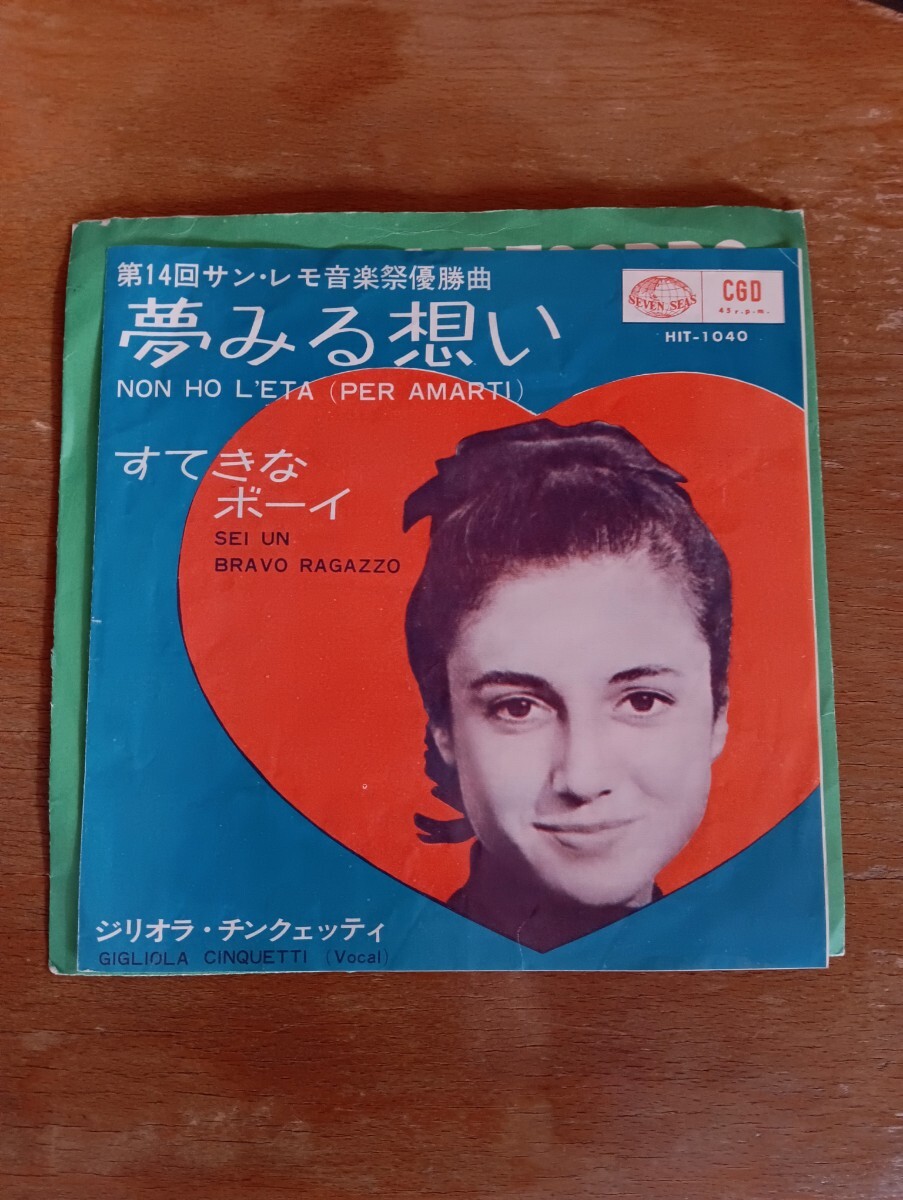 RECORDS
第14回サン・レモ音楽祭優勝曲
SEVEN SEAS
CGD
45 r.p.m.
HIT-1040
夢みる想い
NON HO L'ETA (PER AMARTI)
すてきな
ボーイ
SEI UN
BRAVO RAGAZZO
ジリオラ・チンクェッティ
GIGLIOLA CINQUETTI (Vocal)